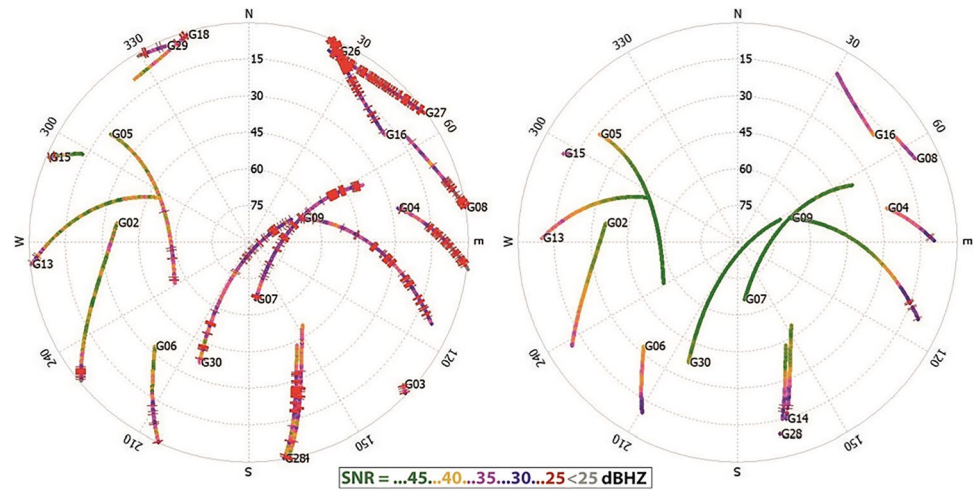 N
N
G18
G29
330
30
G26
15
G27
60
G16
30
45
G05
300
G15
60
75
G08
G04
G09
G02
W
m
G13
G07
G06
G30
240
120
G03
210
150
G28
S
30
15
30
G16
60
G08
G05
300
45
G15
60
75
G04
G09
G02
W
m
G13
G07
G06
G30
240
120
G14
G28
210
150
S
SNR = ...45...40...35...30...25 <25 dBHZ